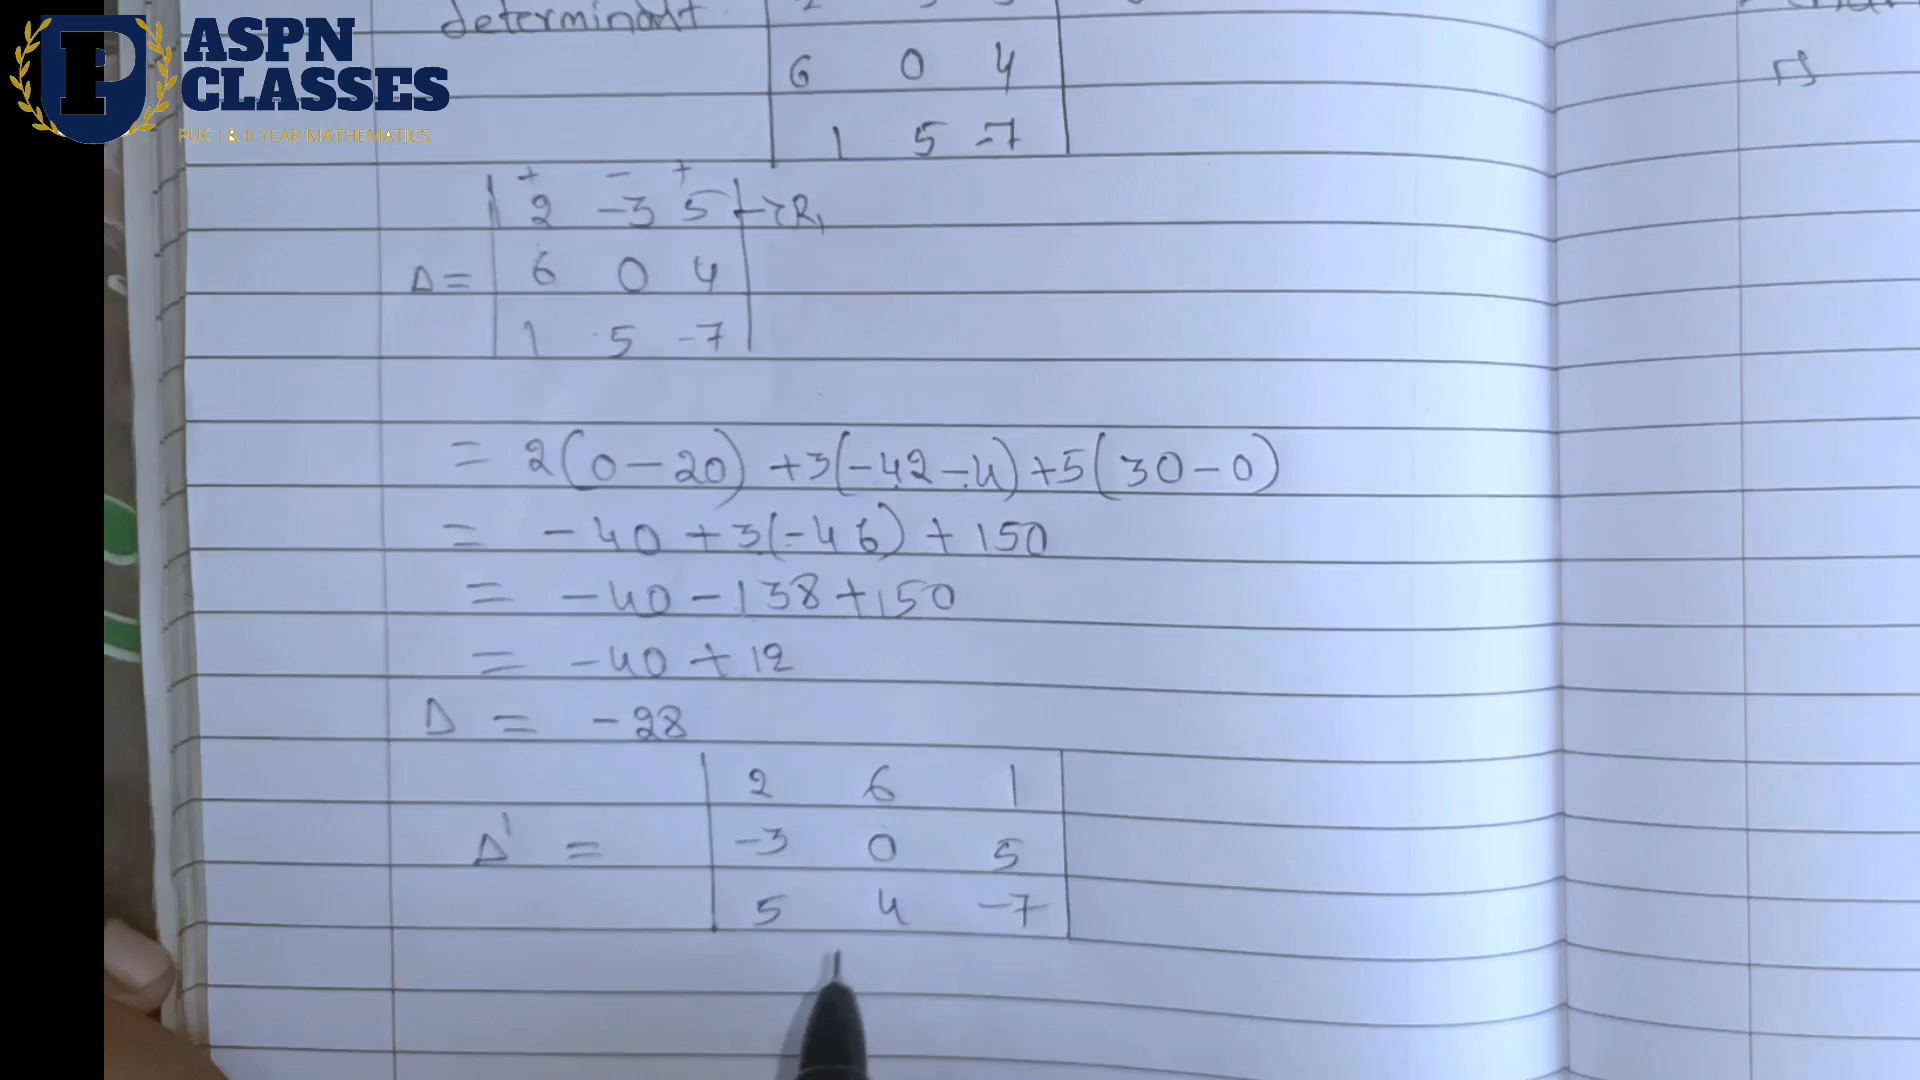 ASPN
CLASSES
PUC I & II YEAR MATHEMATICS
determinant
6 0 4
1 5 -7
+ - +
2 -3 5 → R₁
Δ = 6 0 4
1 5 -7
= 2(0-20) +3(-42-4)+5(30-0)
= -40+3(-46)+150
= -40-138+150
= -40+12
Δ = -28
2 6 1
Δ' = -3 0 5
5 4 -7